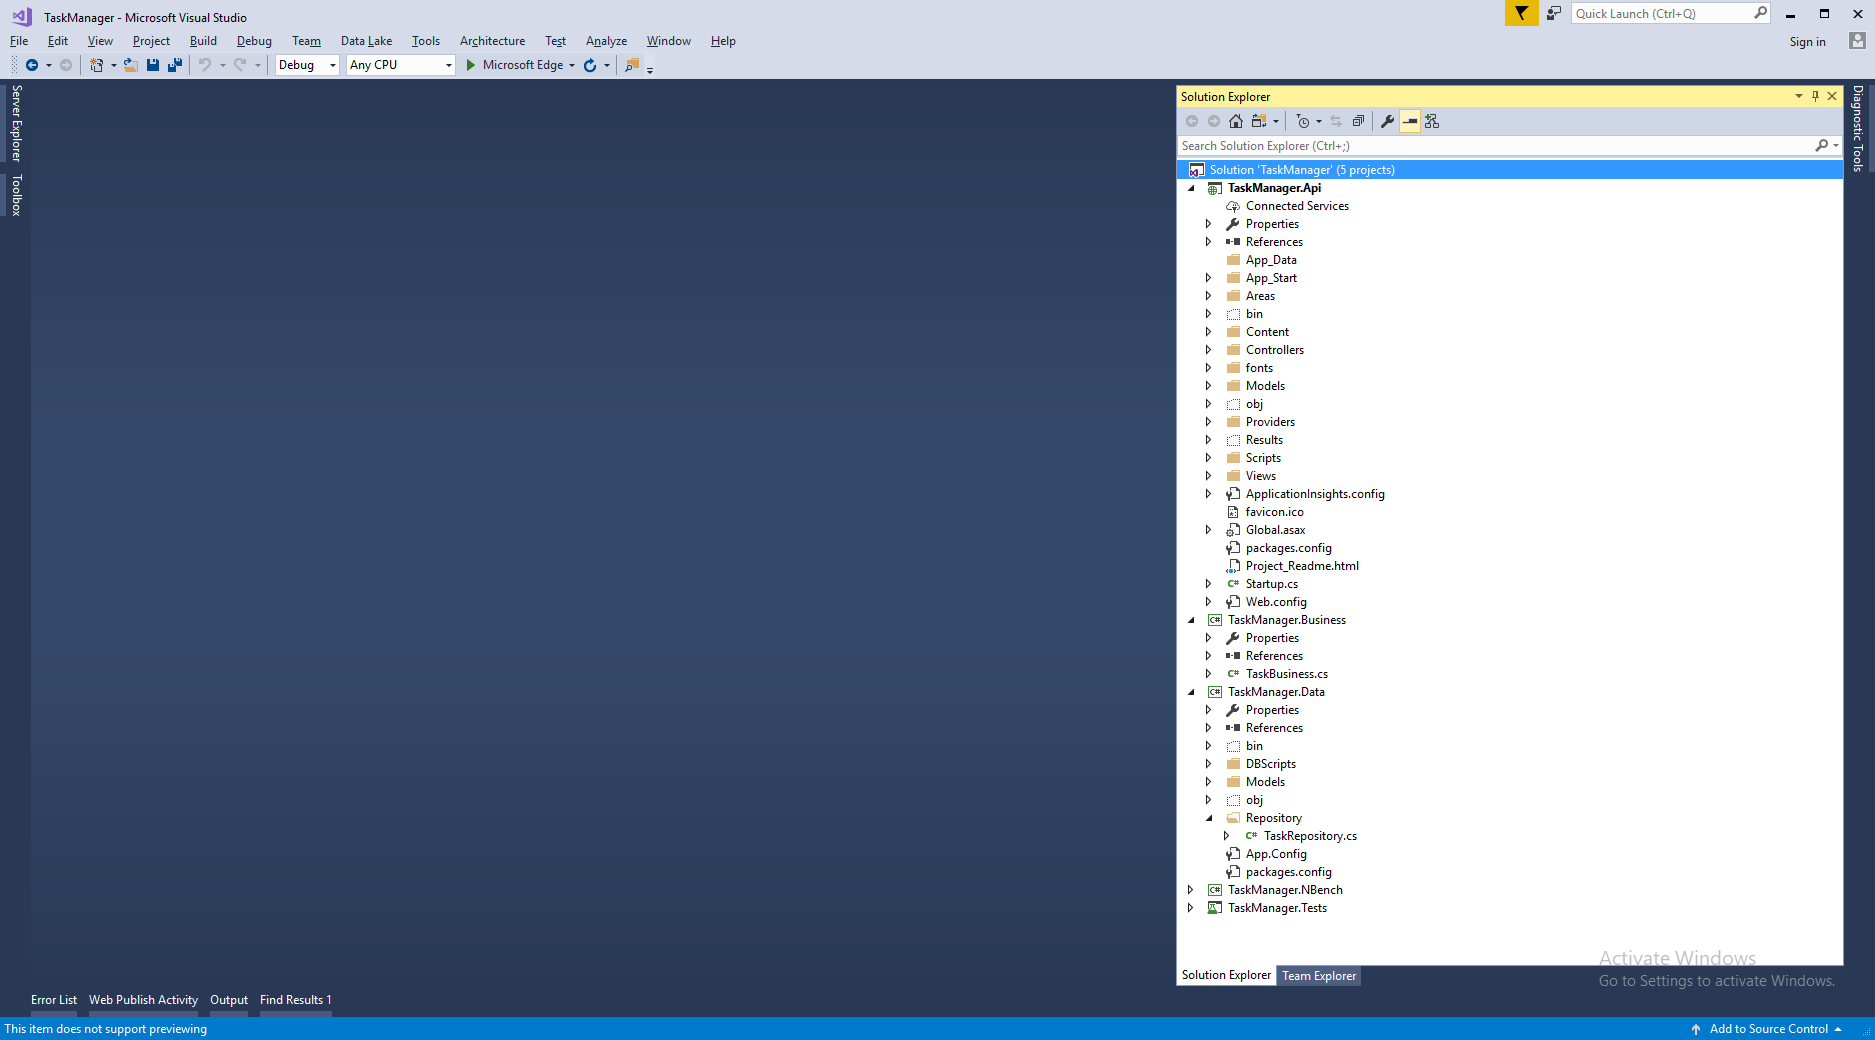 TaskManager - Microsoft Visual Studio
Quick Launch (Ctrl+Q)
File Edit View Project Build Debug Team Data Lake Tools Architecture Test Analyze Window Help
Sign in
Debug Any CPU Microsoft Edge
Server Explorer
Toolbox
Solution Explorer
Search Solution Explorer (Ctrl+;)
Solution 'TaskManager' (5 projects)
TaskManager.Api
Connected Services
Properties
References
App_Data
App_Start
Areas
bin
Content
Controllers
fonts
Models
obj
Providers
Results
Scripts
Views
ApplicationInsights.config
favicon.ico
Global.asax
packages.config
Project_Readme.html
C# Startup.cs
Web.config
C# TaskManager.Business
Properties
References
C# TaskBusiness.cs
C# TaskManager.Data
Properties
References
bin
DBScripts
Models
obj
Repository
C# TaskRepository.cs
App.Config
packages.config
C# TaskManager.NBench
TaskManager.Tests
Solution Explorer Team Explorer
Diagnostic Tools
Activate Windows
Go to Settings to activate Windows.
Error List Web Publish Activity Output Find Results 1
This item does not support previewing
Add to Source Control